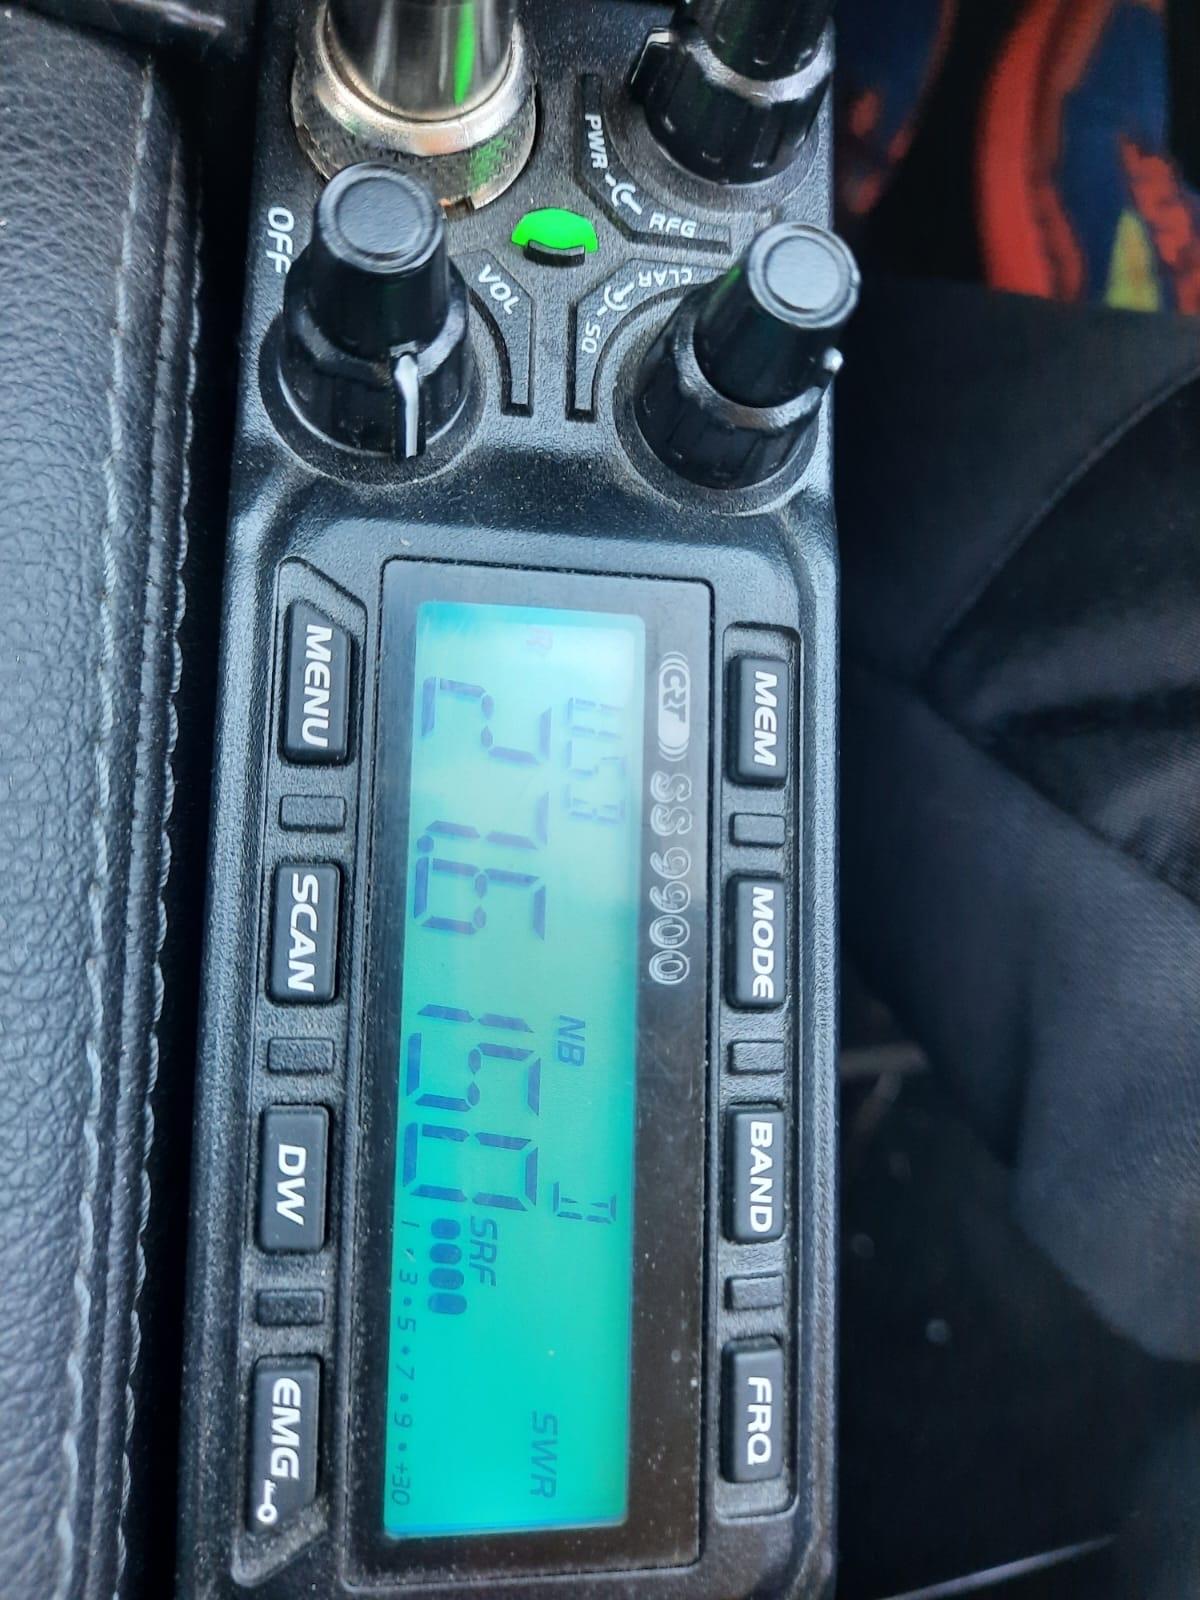 PWR
RFG
CLAR
SQ
OFF
VOL
MEM MODE BAND FRQ
CRT SS 9900
USB NB
R 27.6150 SRF SWR
1 • 3 • 5 • 7 • 9 • +30
MENU SCAN DW EMG